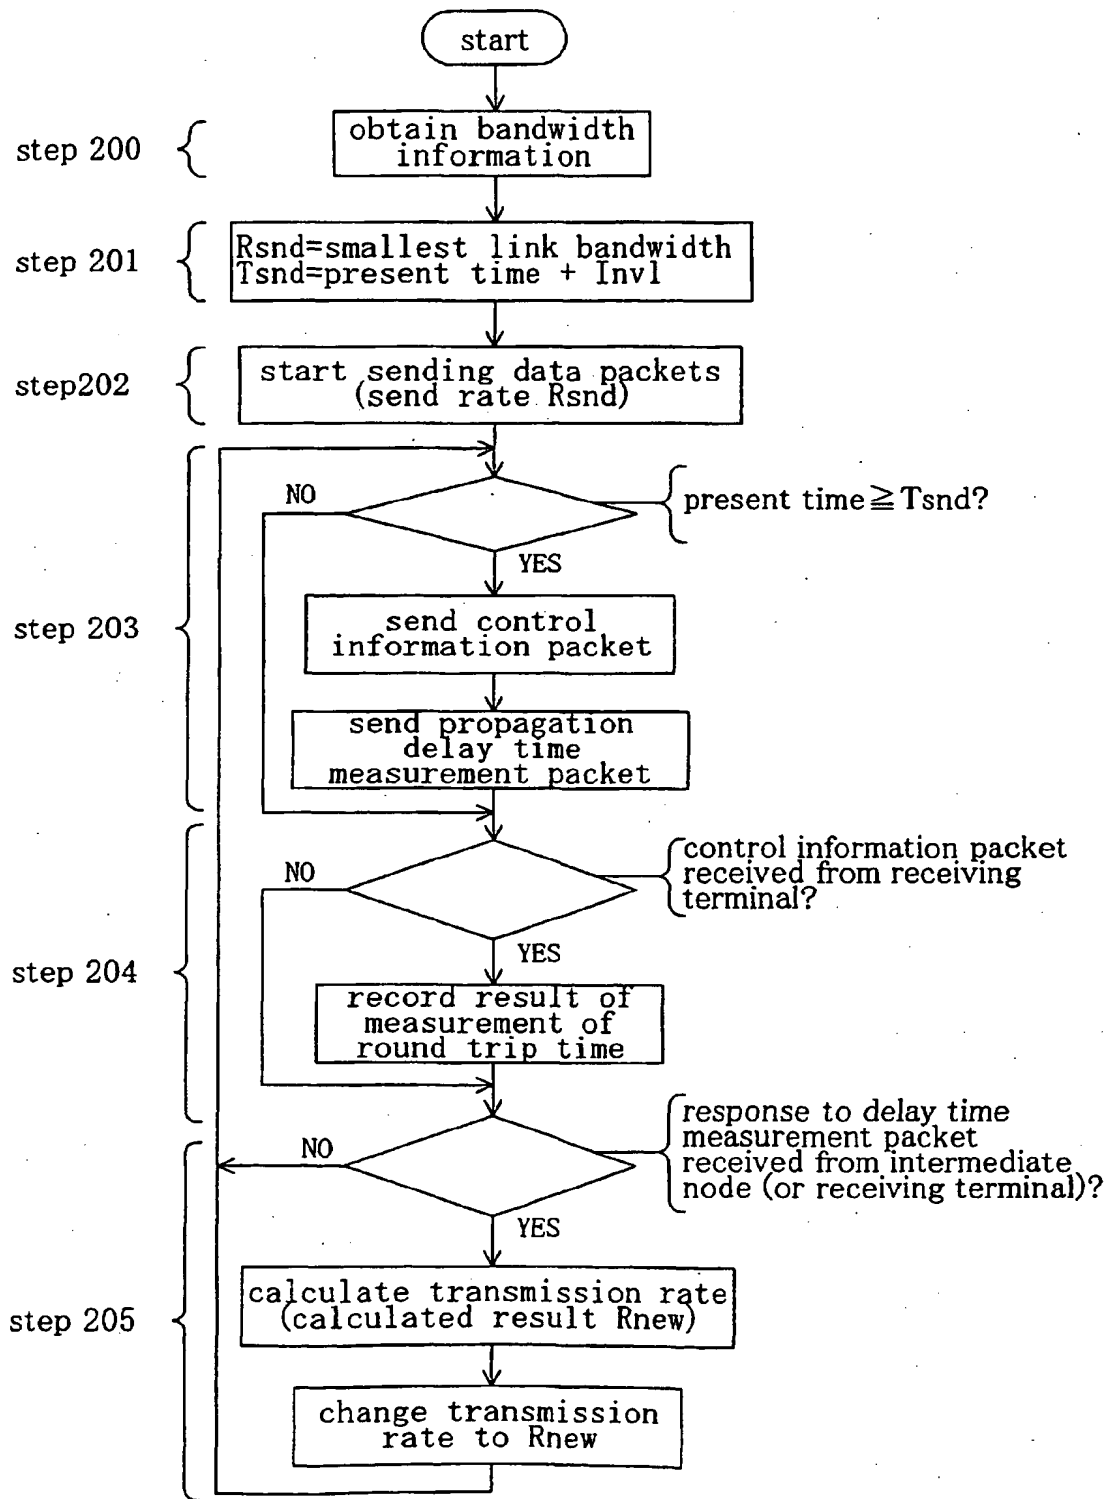 start
step 200
obtain bandwidth
information
step 201
Rsnd=smallest link bandwidth
Tsnd=present time + Invl
step202
start sending data packets
(send rate Rsnd)
step 203
NO
present time≧Tsnd?
YES
send control
information packet
send propagation
delay time
measurement packet
step 204
NO
control information packet
received from receiving
terminal?
YES
record result of
measurement of
round trip time
step 205
NO
response to delay time
measurement packet
received from intermediate
node (or receiving terminal)?
YES
calculate transmission rate
(calculated result Rnew)
change transmission
rate to Rnew